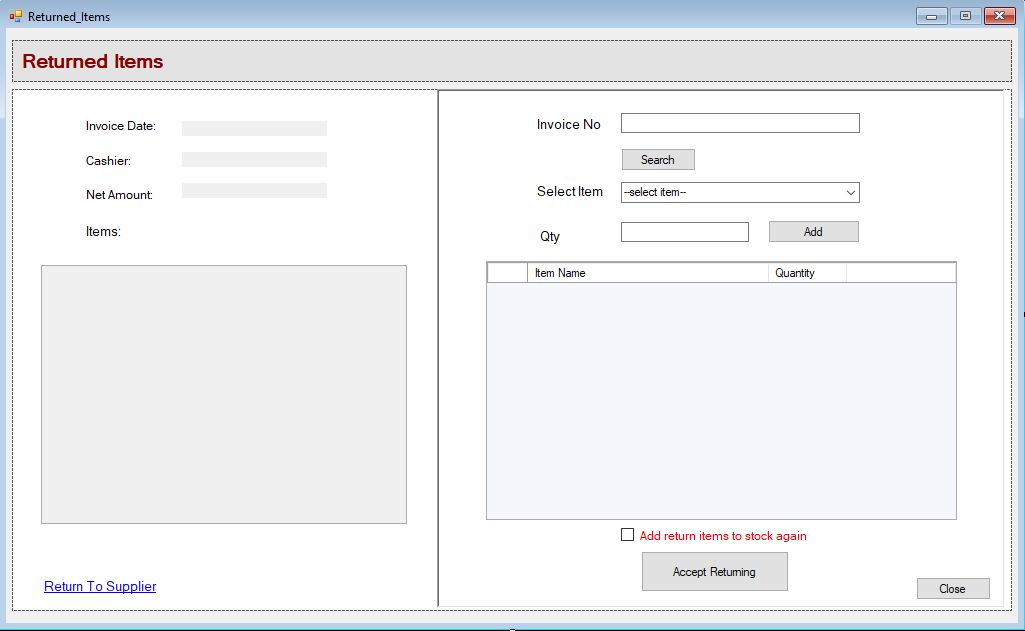 Returned_Items
Returned Items
Invoice Date:
Cashier:
Net Amount:
Items:
Return To Supplier
Invoice No
Search
Select Item
--select item--
Qty
Add
Item Name Quantity
Add return items to stock again
Accept Returning
Close